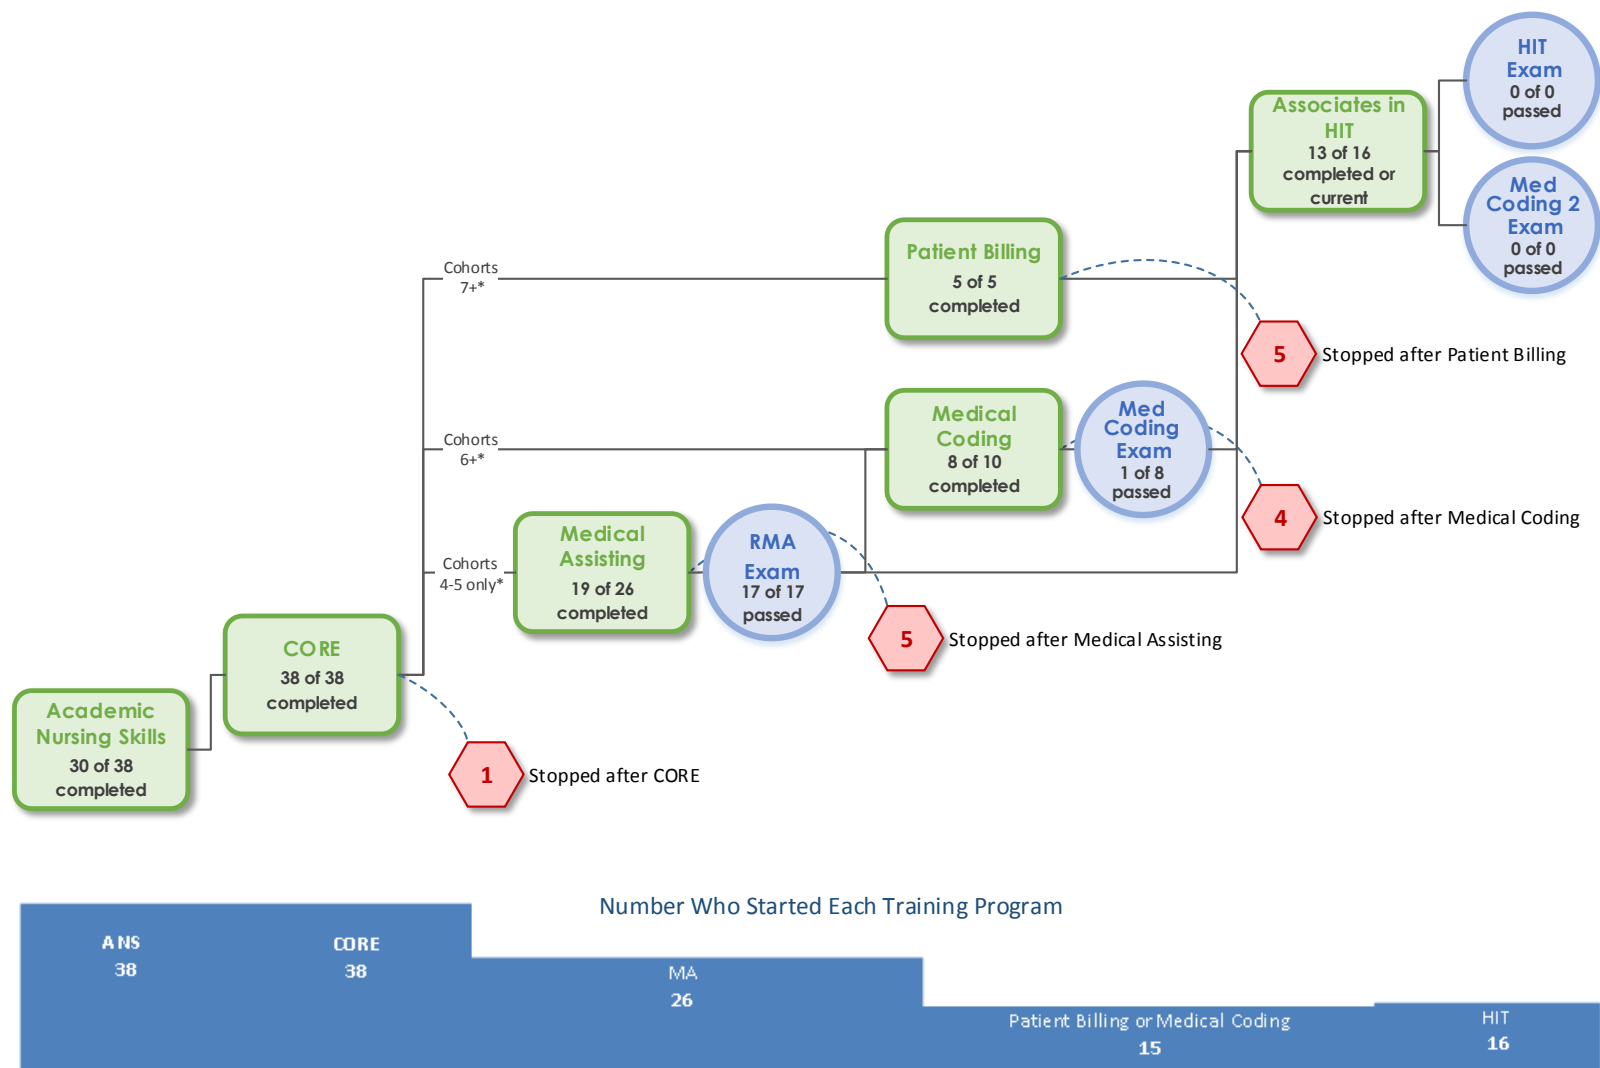 HIT
Exam
0 of 0
passed
Associates in
HIT
13 of 16
completed or
current
Med
Coding 2
Exam
0 of 0
passed
Patient Billing
5 of 5
completed
Cohorts
7+*
5
Stopped after Patient Billing
Medical
Coding
8 of 10
completed
Med
Coding
Exam
1 of 8
passed
Cohorts
6+*
4
Stopped after Medical Coding
Medical
Assisting
19 of 26
completed
RMA
Exam
17 of 17
passed
Cohorts
4-5 only*
5
Stopped after Medical Assisting
CORE
38 of 38
completed
Academic
Nursing Skills
30 of 38
completed
1
Stopped after CORE
Number Who Started Each Training Program
ANS
38
CORE
38
MA
26
Patient Billing or Medical Coding
15
HIT
16